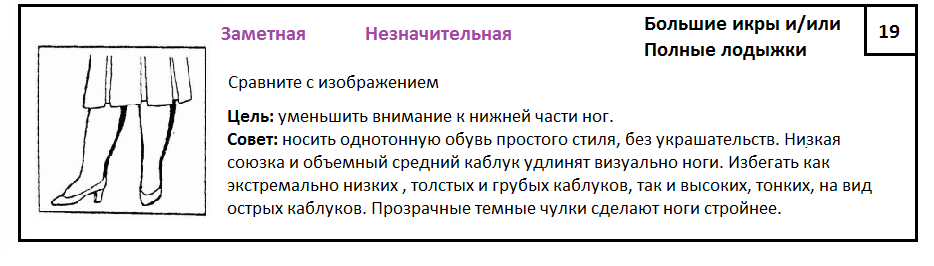 Заметная Незначительная Большие икры и/или 19
Полные лодыжки
Сравните с изображением
Цель: уменьшить внимание к нижней части ног.
Совет: носить однотонную обувь простого стиля, без украшательств. Низкая
союзка и объемный средний каблук удлинят визуально ноги. Избегать как
экстремально низких , толстых и грубых каблуков, так и высоких, тонких, на вид
острых каблуков. Прозрачные темные чулки сделают ноги стройнее.